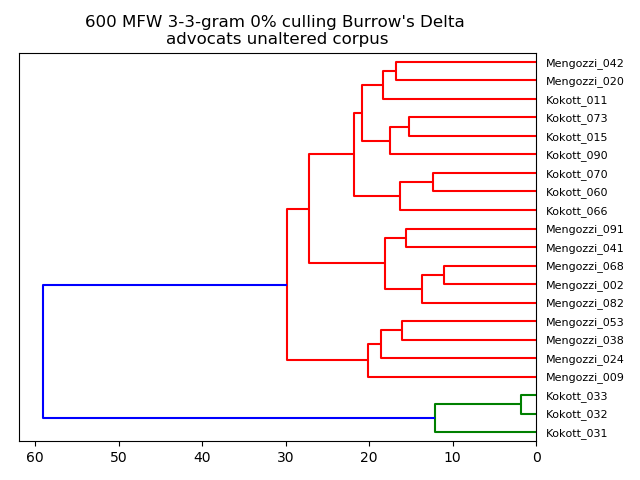 600 MFW 3-3-gram 0% culling Burrow's Delta
advocats unaltered corpus
Mengozzi_042
Mengozzi_020
Kokott_011
Kokott_073
Kokott_015
Kokott_090
Kokott_070
Kokott_060
Kokott_066
Mengozzi_091
Mengozzi_041
Mengozzi_068
Mengozzi_002
Mengozzi_082
Mengozzi_053
Mengozzi_038
Mengozzi_024
Mengozzi_009
Kokott_033
Kokott_032
Kokott_031
60 50 40 30 20 10 0